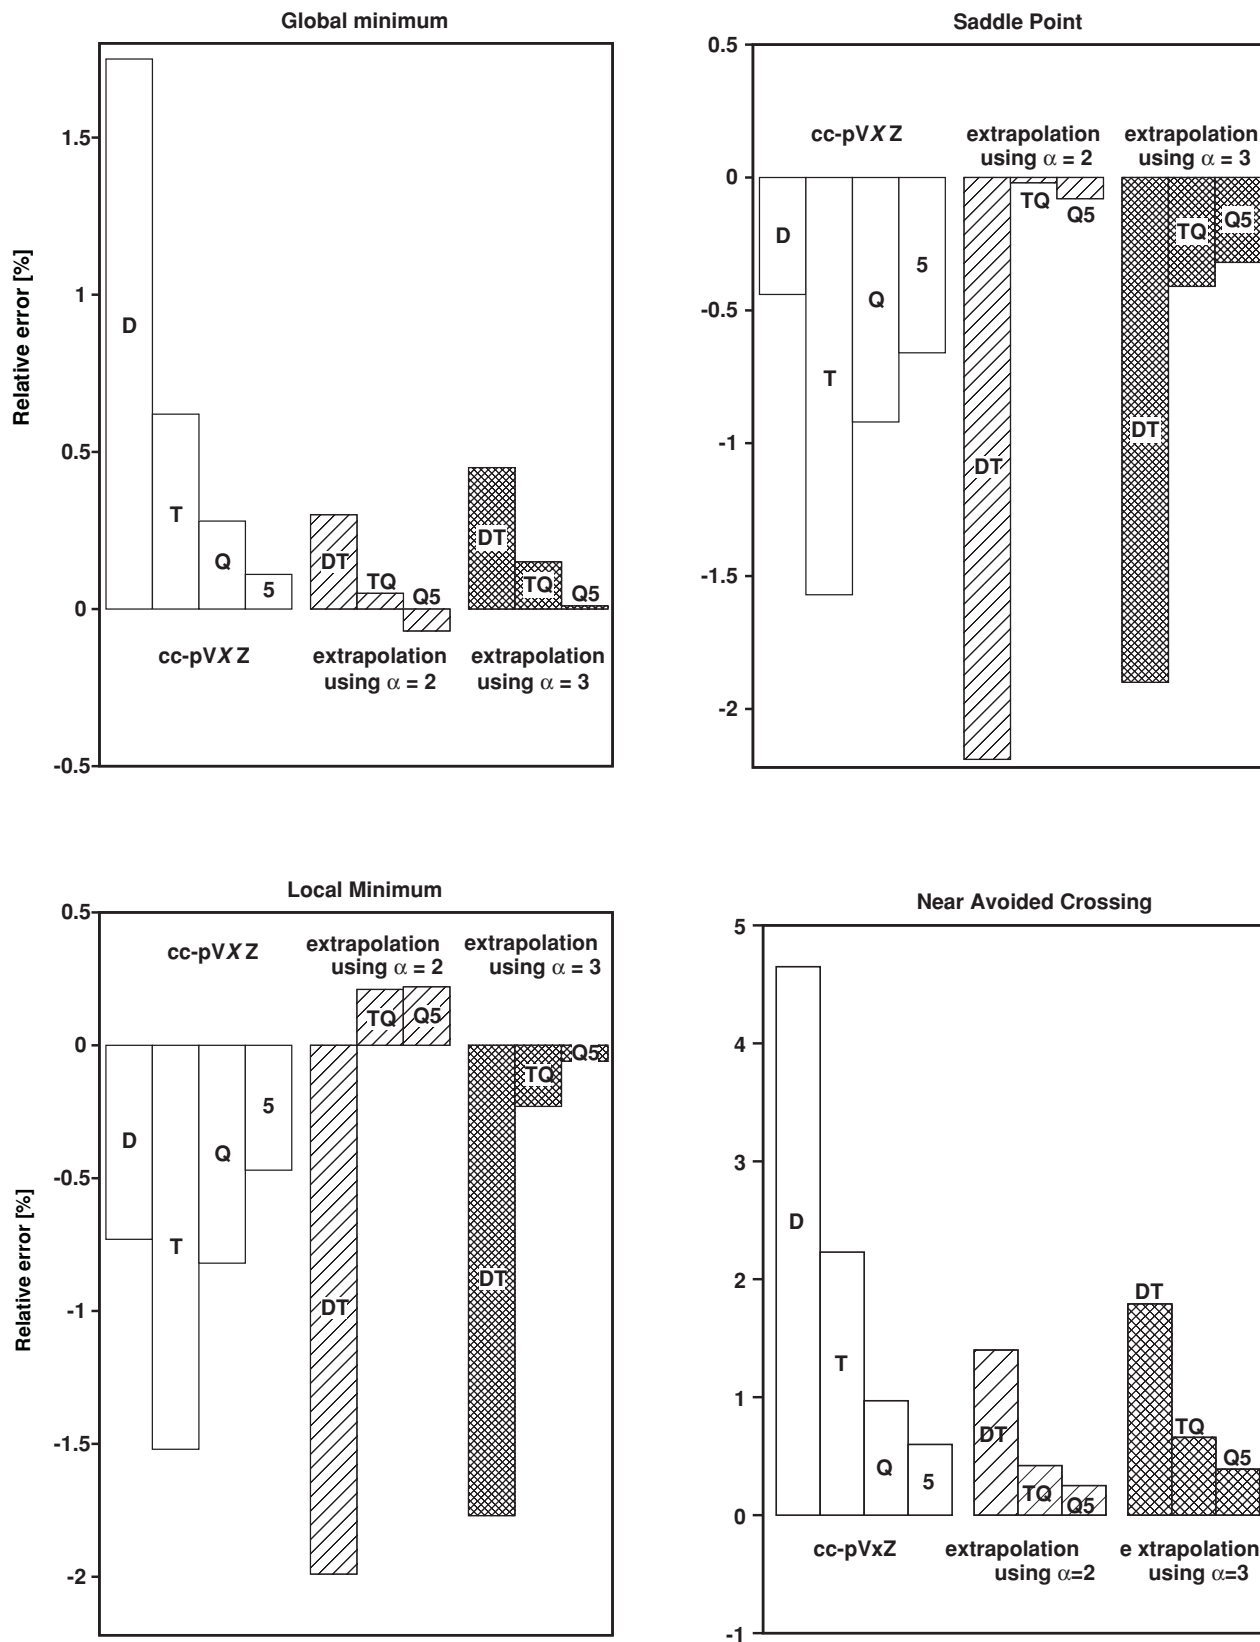 Global minimum
Relative error [%]
1.5
1
0.5
0
-0.5
D
T
Q
5
DT
TQ
Q5
DT
TQ
Q5
cc-pVX Z
extrapolation
using α = 2
extrapolation
using α = 3
Saddle Point
0.5
0
-0.5
-1
-1.5
-2
cc-pVX Z
extrapolation
using α = 2
extrapolation
using α = 3
D
T
Q
5
DT
TQ
Q5
DT
TQ
Q5
Local Minimum
Relative error [%]
0.5
0
-0.5
-1
-1.5
-2
cc-pVX Z
extrapolation
using α = 2
extrapolation
using α = 3
D
T
Q
5
DT
TQ
Q5
DT
TQ
Q5
Near Avoided Crossing
5
4
3
2
1
0
-1
D
T
Q
5
DT
TQ
Q5
DT
TQ
Q5
cc-pVxZ
extrapolation
using α=2
e xtrapolation
using α=3